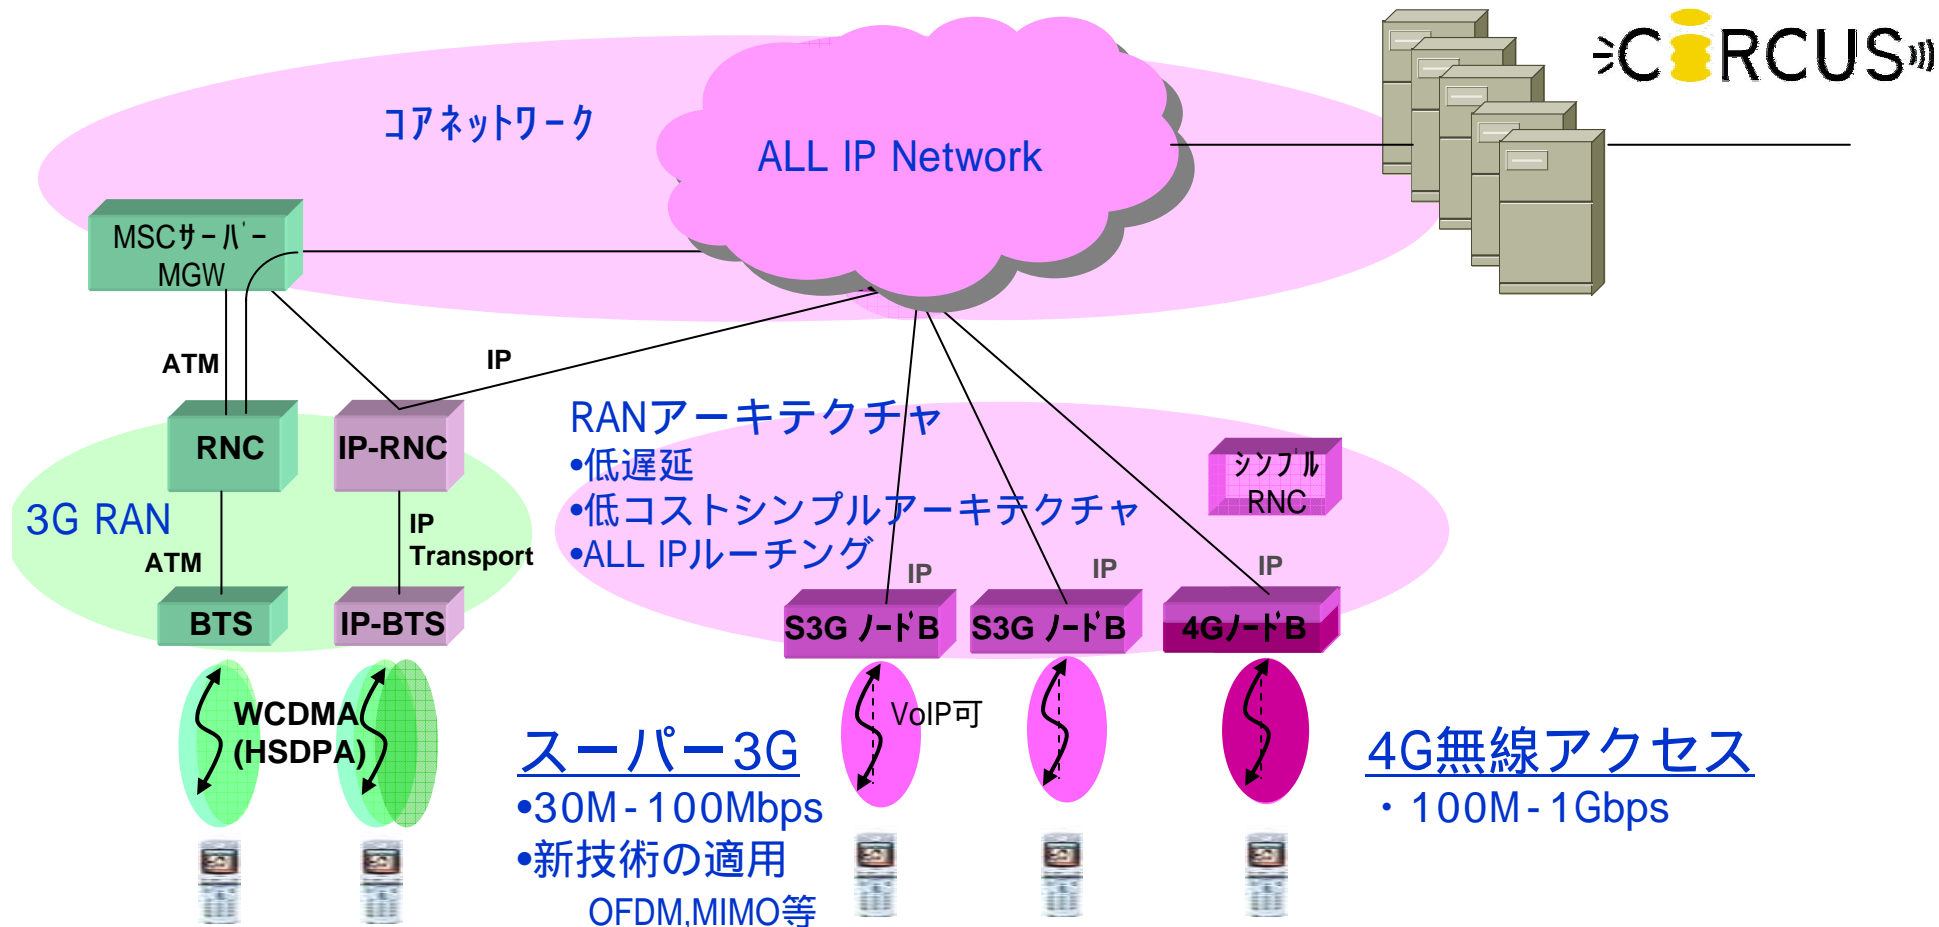 CiRCUS
コアネットワーク
ALL IP Network
MSCサーバー
MGW
ATM
IP
RNC
IP-RNC
3G RAN
ATM
IP
Transport
BTS
IP-BTS
RANアーキテクチャ
•低遅延
•低コストシンプルアーキテクチャ
•ALL IPルーチング
シンプル
RNC
IP
IP
IP
S3G ノードB
S3G ノードB
4GノードB
WCDMA
(HSDPA)
VoIP可
スーパー3G
•30M-100Mbps
•新技術の適用
OFDM,MIMO等
4G無線アクセス
・100M-1Gbps